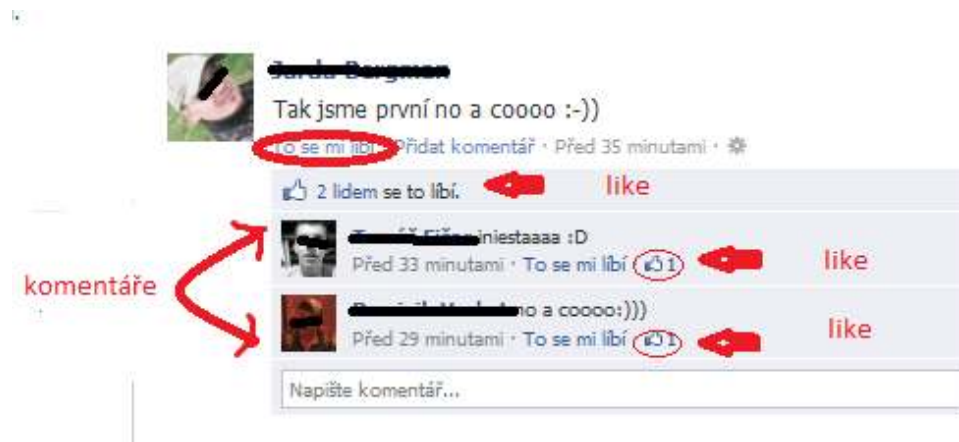 Tak jsme první no a coooo :-))
To se mi líbí · Přidat komentář · Před 35 minutami ·
2 lidem se to líbí.
like
iniestaaaa :D
Před 33 minutami · To se mi líbí 1
like
komentáře
no a coooo:)))
Před 29 minutami · To se mi líbí 1
like
Napište komentář...